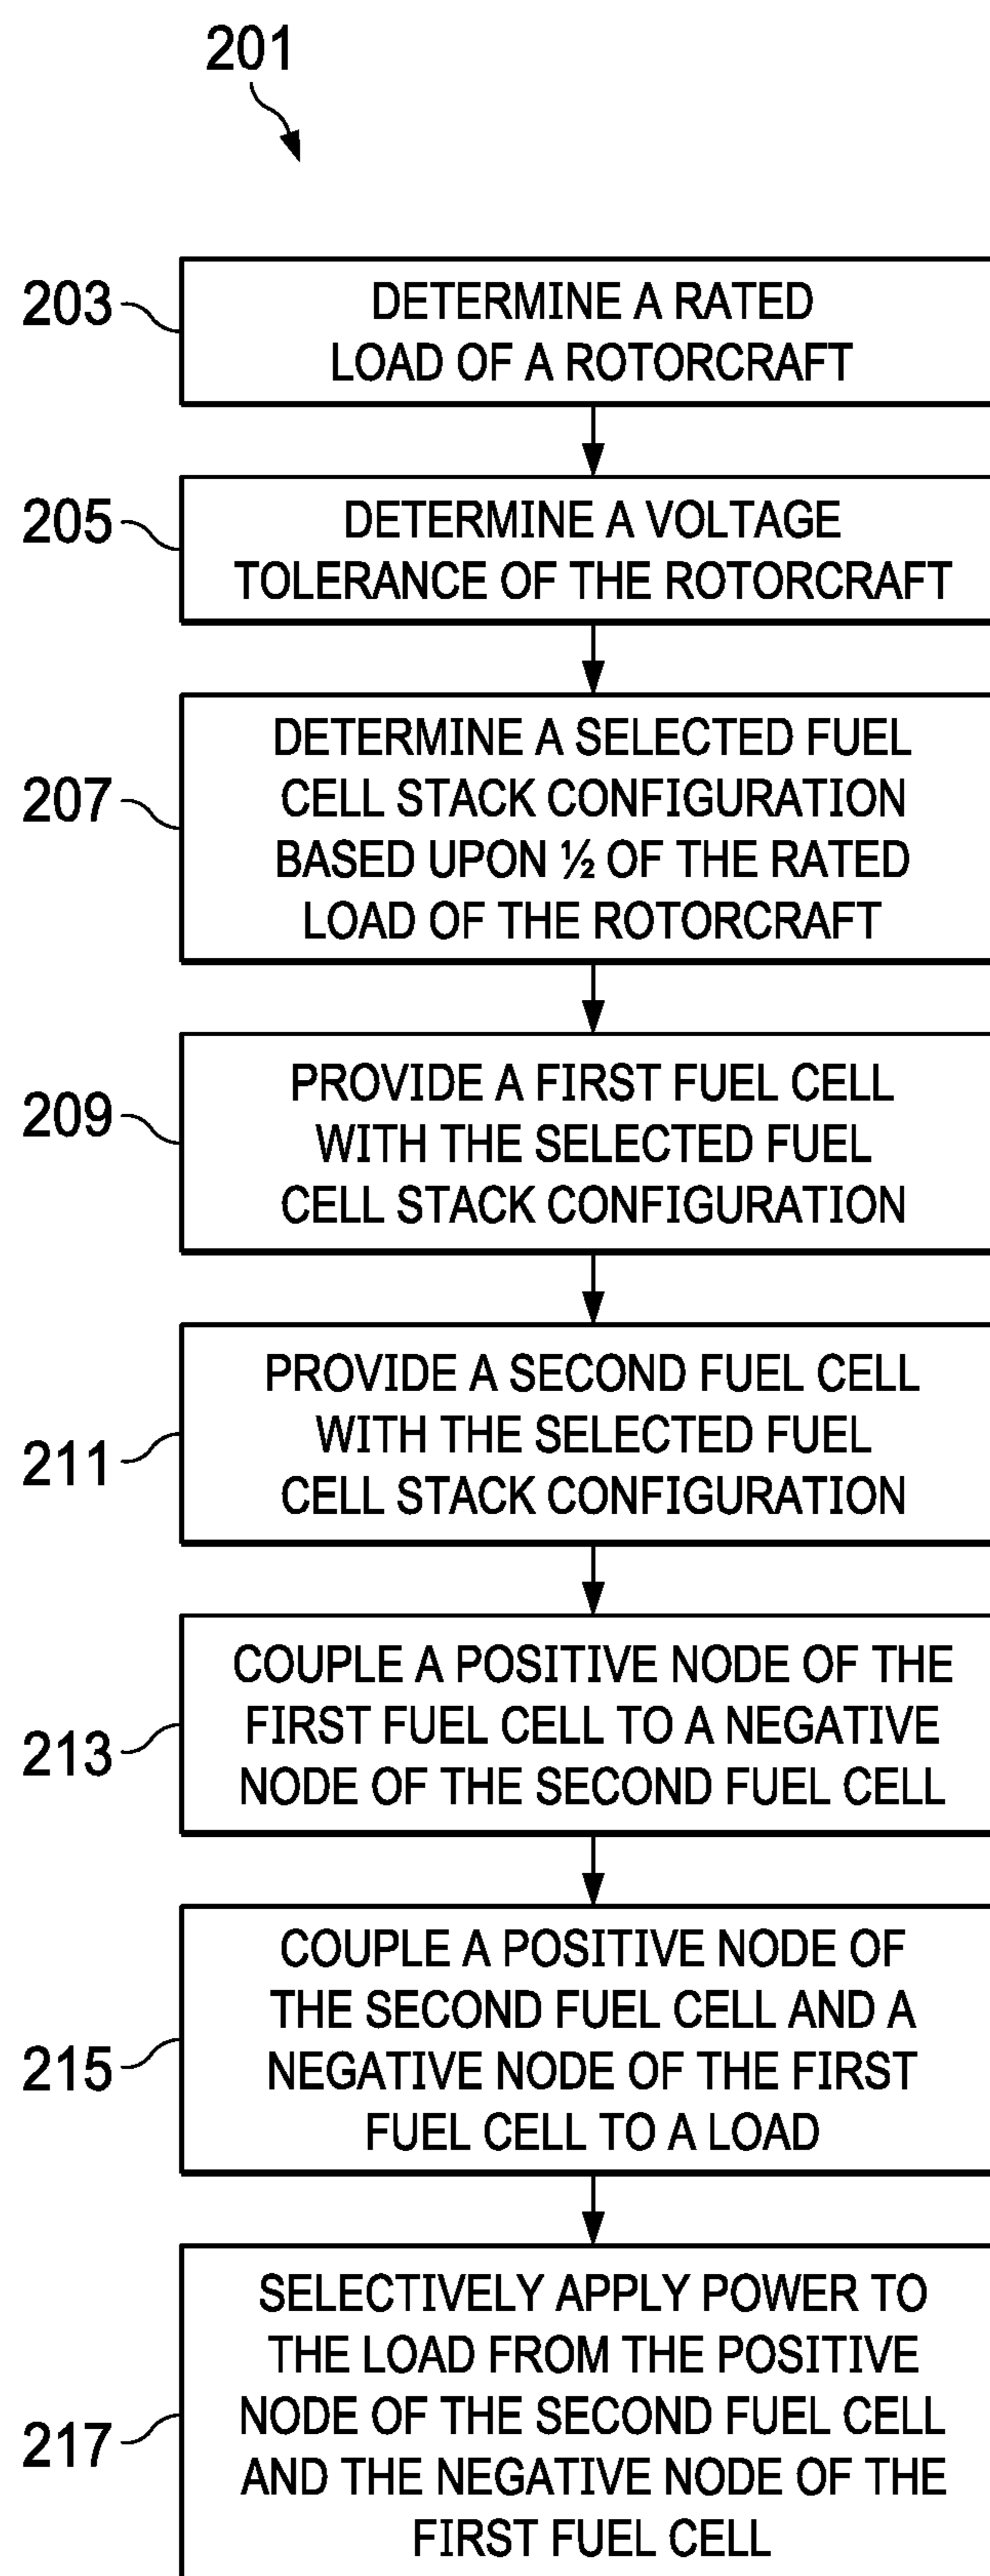 201
203
DETERMINE A RATED
LOAD OF A ROTORCRAFT
205
DETERMINE A VOLTAGE
TOLERANCE OF THE ROTORCRAFT
207
DETERMINE A SELECTED FUEL
CELL STACK CONFIGURATION
BASED UPON ½ OF THE RATED
LOAD OF THE ROTORCRAFT
209
PROVIDE A FIRST FUEL CELL
WITH THE SELECTED FUEL
CELL STACK CONFIGURATION
211
PROVIDE A SECOND FUEL CELL
WITH THE SELECTED FUEL
CELL STACK CONFIGURATION
213
COUPLE A POSITIVE NODE OF THE
FIRST FUEL CELL TO A NEGATIVE
NODE OF THE SECOND FUEL CELL
215
COUPLE A POSITIVE NODE OF
THE SECOND FUEL CELL AND A
NEGATIVE NODE OF THE FIRST
FUEL CELL TO A LOAD
217
SELECTIVELY APPLY POWER TO
THE LOAD FROM THE POSITIVE
NODE OF THE SECOND FUEL CELL
AND THE NEGATIVE NODE OF THE
FIRST FUEL CELL